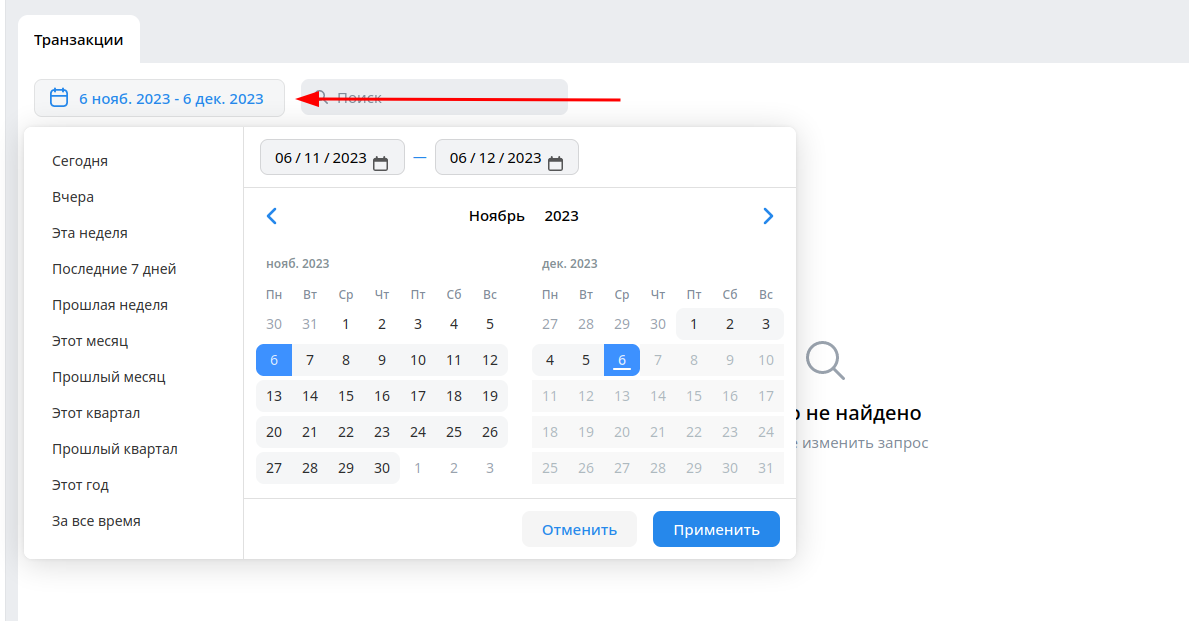 Транзакции
6 нояб. 2023 - 6 дек. 2023
Поиск
Сегодня
Вчера
Эта неделя
Последние 7 дней
Прошлая неделя
Этот месяц
Прошлый месяц
Этот квартал
Прошлый квартал
Этот год
За все время
06/11/2023 — 06/12/2023
Ноябрь 2023
нояб. 2023
Пн Вт Ср Чт Пт Сб Вс
30 31 1 2 3 4 5
6 7 8 9 10 11 12
13 14 15 16 17 18 19
20 21 22 23 24 25 26
27 28 29 30 1 2 3
дек. 2023
Пн Вт Ср Чт Пт Сб Вс
27 28 29 30 1 2 3
4 5 6 7 8 9 10
11 12 13 14 15 16 17
18 19 20 21 22 23 24
25 26 27 28 29 30 31
Отменить
Применить
не найдено
изменить запрос